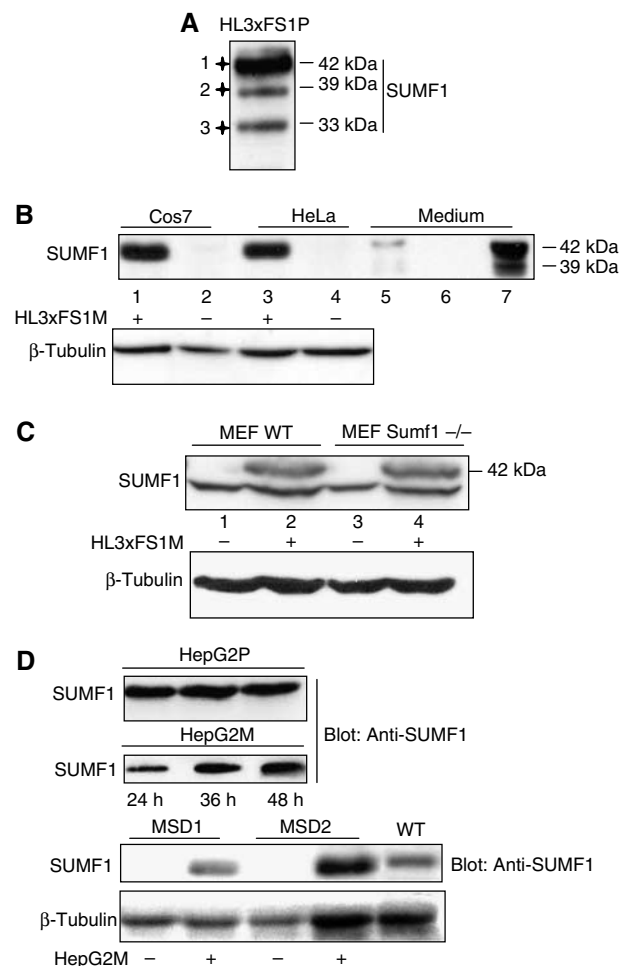 A HL3xFS1P
1 – 42 kDa
2 – 39 kDa
SUMF1
3 – 33 kDa
B Cos7 HeLa Medium
SUMF1 – 42 kDa
– 39 kDa
1 2 3 4 5 6 7
HL3xFS1M + – + –
β-Tubulin
C MEF WT MEF Sumf1 –/–
SUMF1 – 42 kDa
1 2 3 4
HL3xFS1M – + – +
β-Tubulin
D HepG2P
SUMF1
Blot: Anti-SUMF1
HepG2M
SUMF1
24 h 36 h 48 h
MSD1 MSD2 WT
SUMF1 Blot: Anti-SUMF1
β-Tubulin
HepG2M – + – +